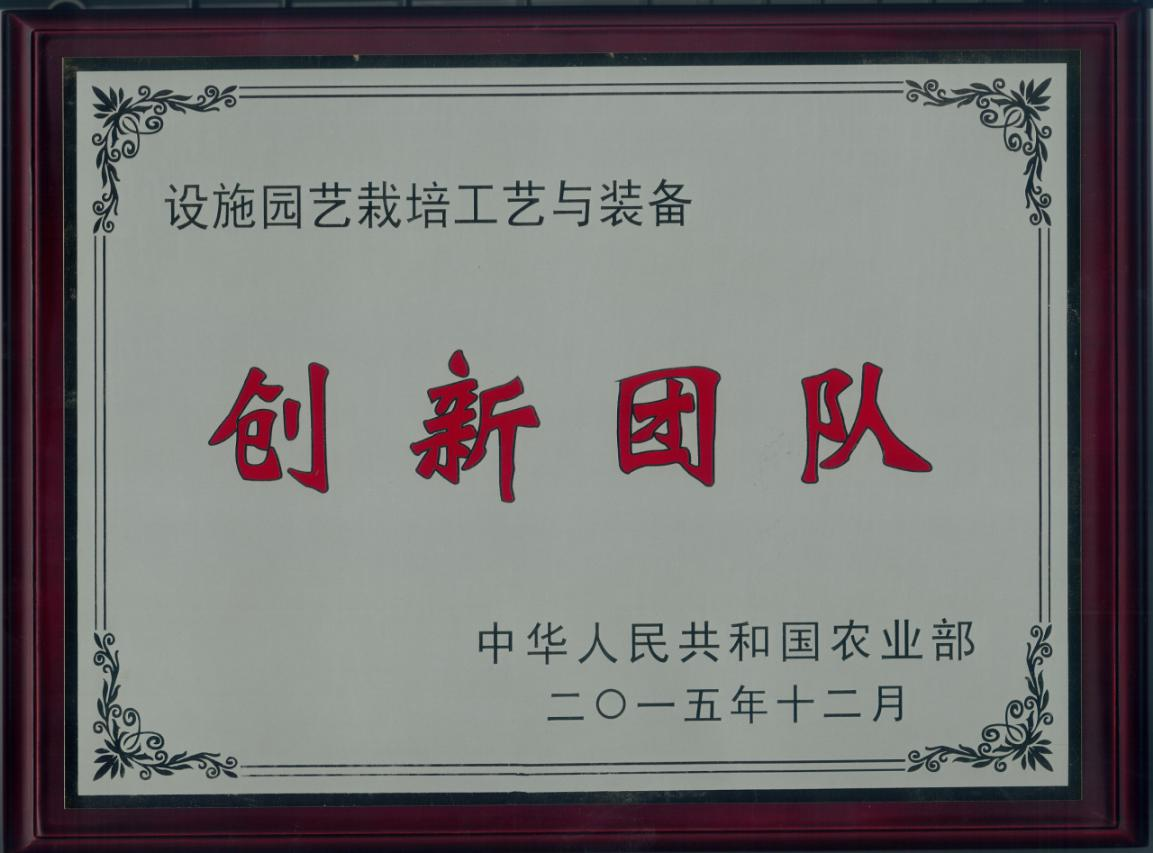 设施园艺栽培工艺与装备
创新团队
中华人民共和国农业部
二〇一五年十二月